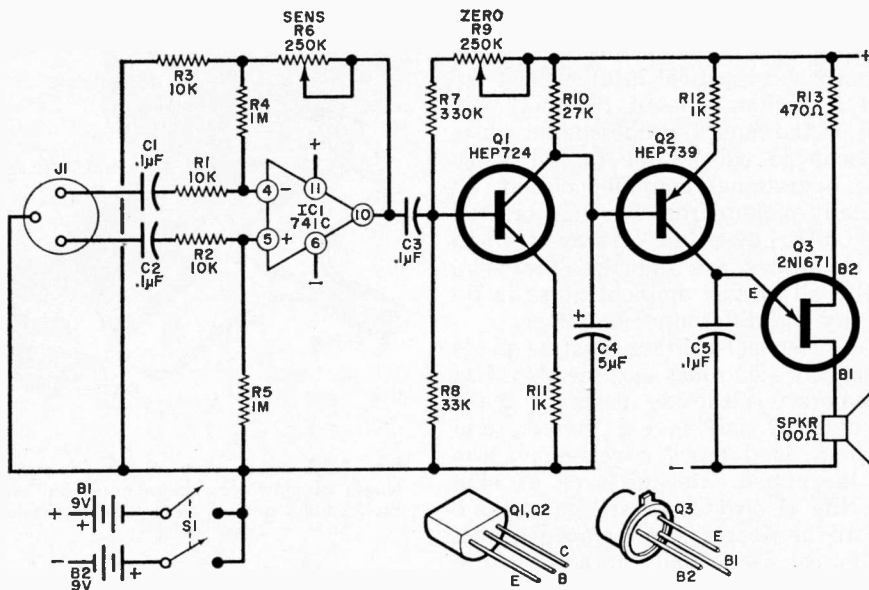 SENS
R6
250K
ZERO
R9
250K
+
R3
10K
R4
1M
R7
330K
R10
27K
R12
1K
R13
470Ω
Q1
HEP724
Q2
HEP739
J1
C1
.1µF
R1
10K
+
4
-
11
IC1
741C
10
5
+
6
-
C2
.1µF
R2
10K
C3
.1µF
Q3
2N1671
B2
E
B1
R5
1M
R8
33K
R11
1K
+
C4
5µF
C5
.1µF
SPKR
100Ω
-
B1
9V
+
+
S1
-
B2
9V
+
Q1,Q2
C
B
E
Q3
E
B1
B2